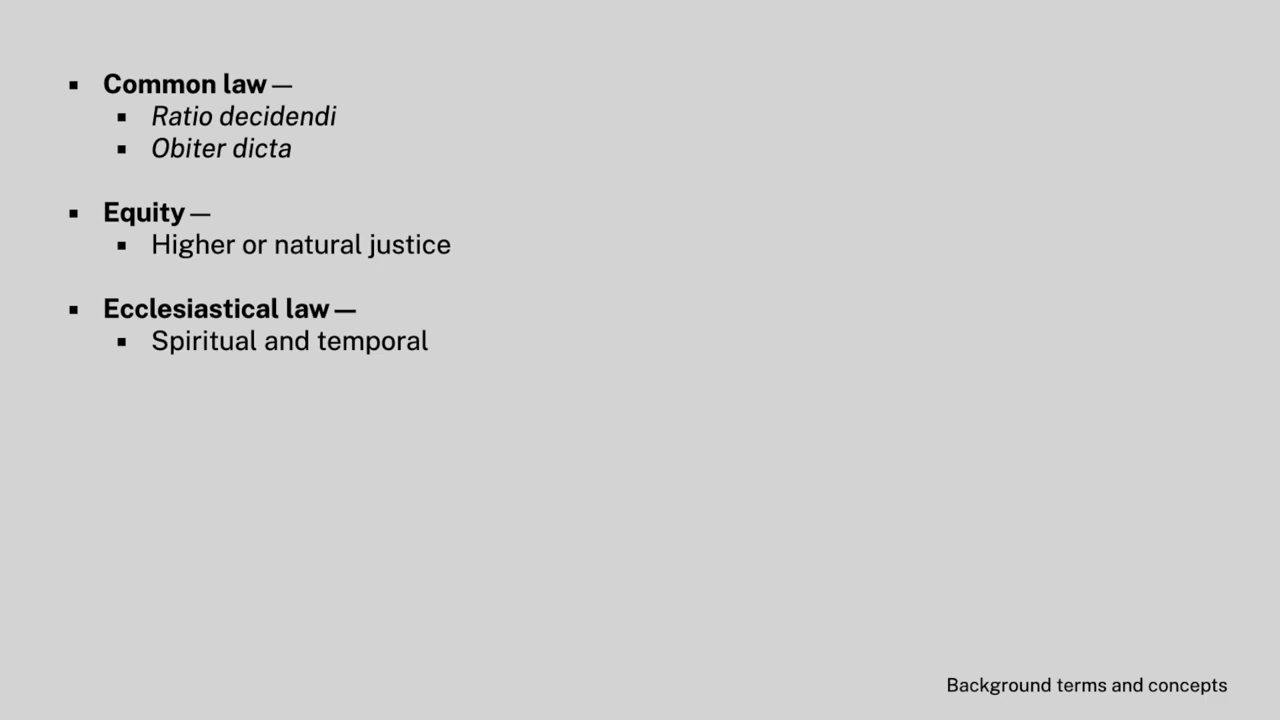 ▪ Common law —
▪ Ratio decidendi
▪ Obiter dicta
▪ Equity —
▪ Higher or natural justice
▪ Ecclesiastical law —
▪ Spiritual and temporal
Background terms and concepts